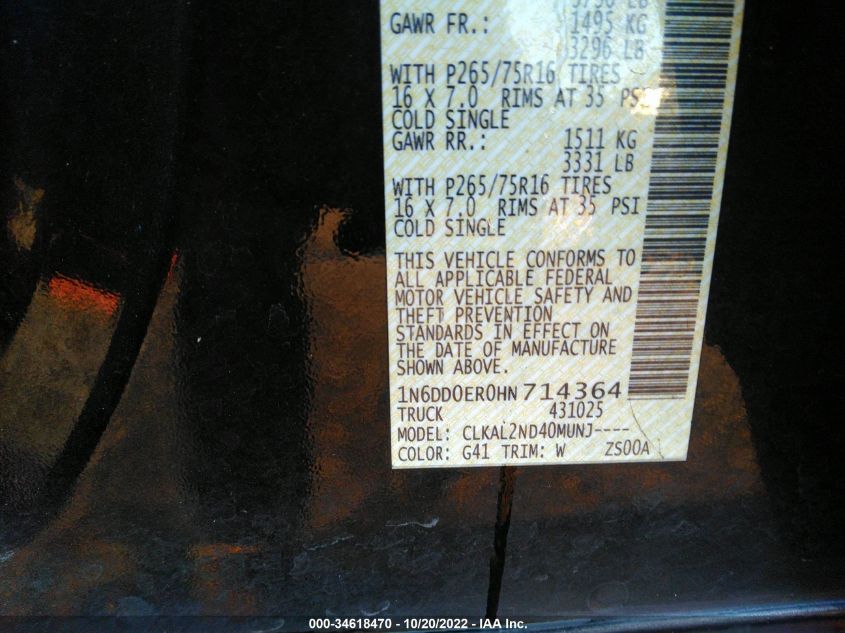 GAWR FR.: 1495 KG
3296 LB
WITH P265/75R16 TIRES
16 X 7.0 RIMS AT 35 PSI
COLD SINGLE
GAWR RR.: 1511 KG
3331 LB
WITH P265/75R16 TIRES
16 X 7.0 RIMS AT 35 PSI
COLD SINGLE
THIS VEHICLE CONFORMS TO
ALL APPLICABLE FEDERAL
MOTOR VEHICLE SAFETY AND
THEFT PREVENTION
STANDARDS IN EFFECT ON
THE DATE OF MANUFACTURE
SHOWN ABOVE.
1N6DD0ER0HN714364
TRUCK 431025
MODEL: CLKAL2ND40MUNJ----
COLOR: G41 TRIM: W ZS00A
000-34618470 - 10/20/2022 - IAA Inc.